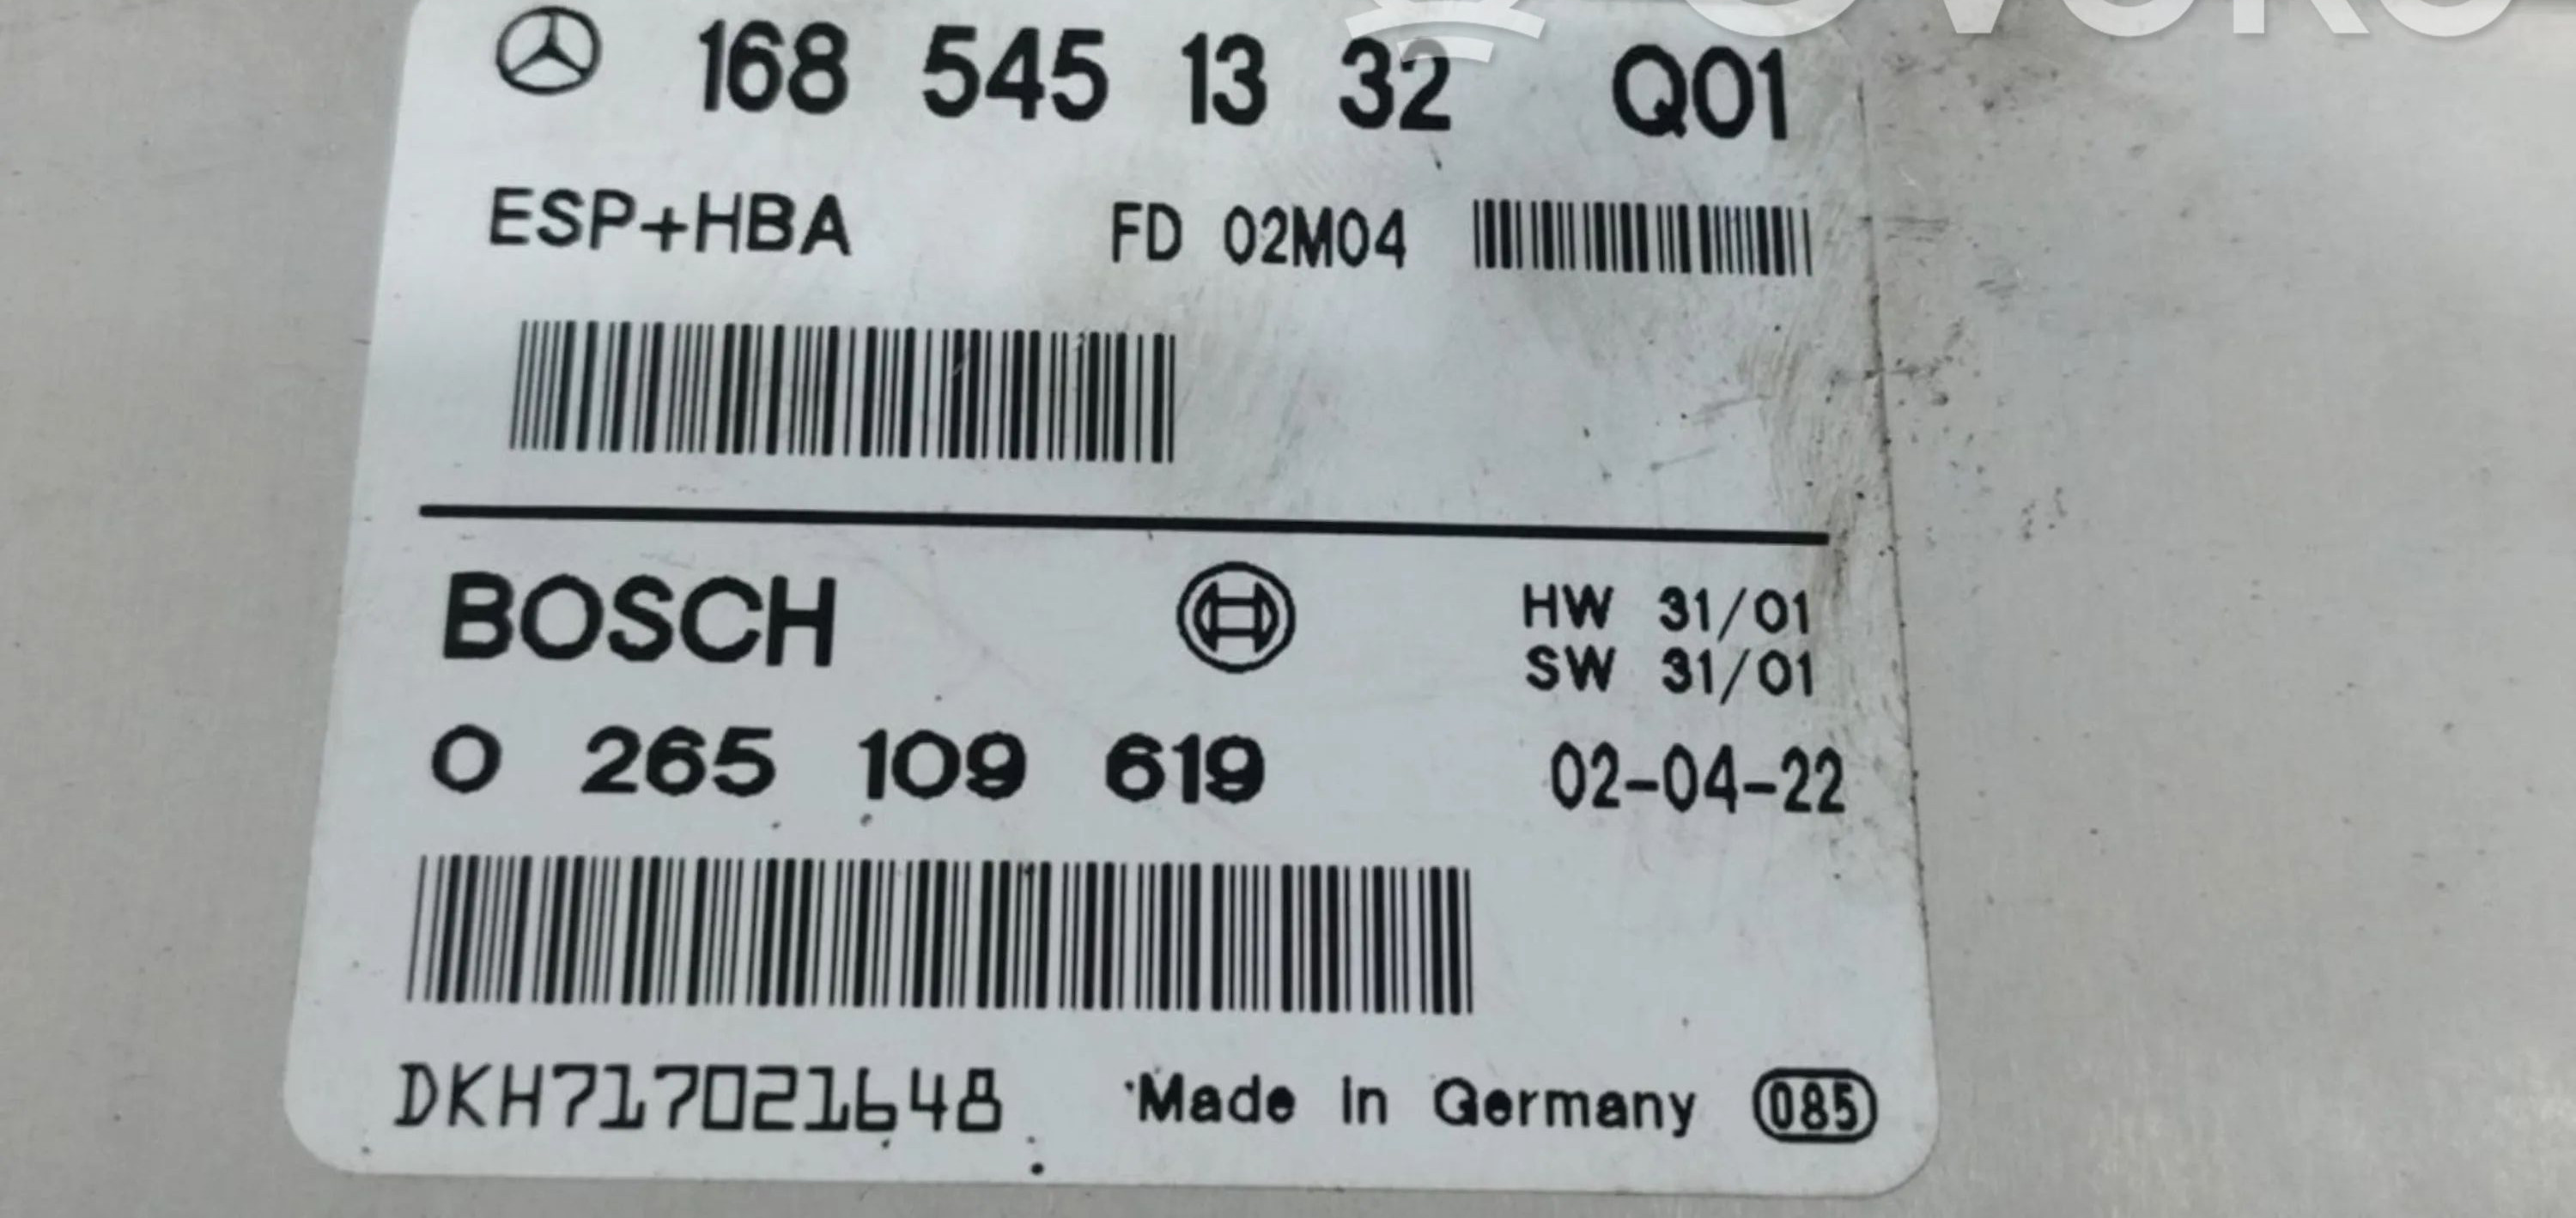 168 545 13 32 Q01
ESP+HBA FD 02M04
BOSCH HW 31/01
SW 31/01
0 265 109 619 02-04-22
DKH717021648 Made in Germany 085